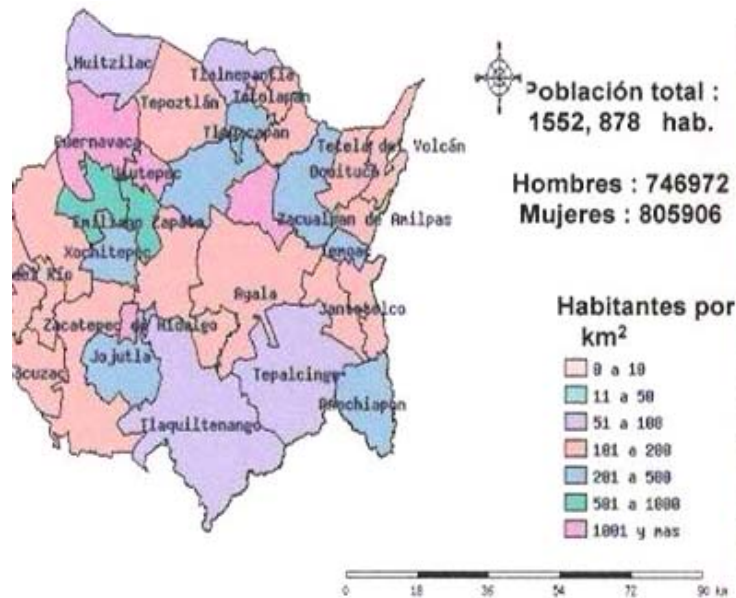 Huitzilac
Tlalnepantla
Tepoztlán
Totolapan
Tlayacapan
Cuernavaca
Tetela del Volcán
Jiutepec
Ocuituco
Emiliano Zapata
Zacualpan de Amilpas
Xochitepec
Temoac
del Río
Ayala
Jantetelco
Zacatepec de Hidalgo
Jojutla
Coatlán
Tepalcingo
Axochiapan
Tlaquiltenango
Población total :
1552, 878 hab.
Hombres : 746972
Mujeres : 805906
Habitantes por
km²
0 a 10
11 a 50
51 a 100
101 a 200
201 a 500
501 a 1000
1001 y mas
0 18 36 54 72 90 km